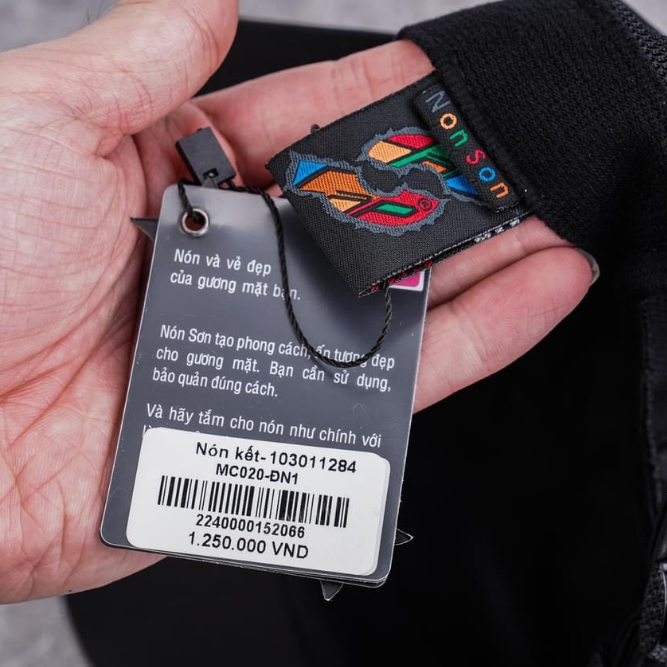 Non Son
®
Nón và vẻ đẹp
của gương mặt bạn.
Nón Sơn tạo phong cách, ấn tượng đẹp
cho gương mặt. Bạn cần sử dụng,
bảo quản đúng cách.
Và hãy tắm cho nón như chính với
Nón kết-103011284
MC020-ĐN1
2240000152066
1.250.000 VND